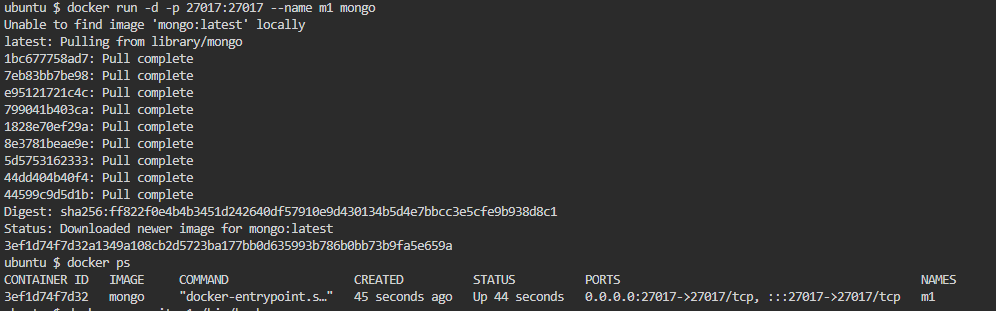 ubuntu $ docker run -d -p 27017:27017 --name m1 mongo
Unable to find image 'mongo:latest' locally
latest: Pulling from library/mongo
1bc677758ad7: Pull complete
7eb83bb7be98: Pull complete
e95121721c4c: Pull complete
799041b403ca: Pull complete
1828e70ef29a: Pull complete
8e3781beae9e: Pull complete
5d5753162333: Pull complete
44dd404b40f4: Pull complete
44599c9d5d1b: Pull complete
Digest: sha256:ff822f0e4b4b3451d242640df57910e9d430134b5d4e7bbcc3e5cfe9b938d8c1
Status: Downloaded newer image for mongo:latest
3ef1d74f7d32a1349a108cb2d5723ba177bb0d635993b786b0bb73b9fa5e659a
ubuntu $ docker ps
CONTAINER ID   IMAGE     COMMAND                  CREATED          STATUS          PORTS                                           NAMES
3ef1d74f7d32   mongo     "docker-entrypoint.s…"   45 seconds ago   Up 44 seconds   0.0.0.0:27017->27017/tcp, :::27017->27017/tcp   m1